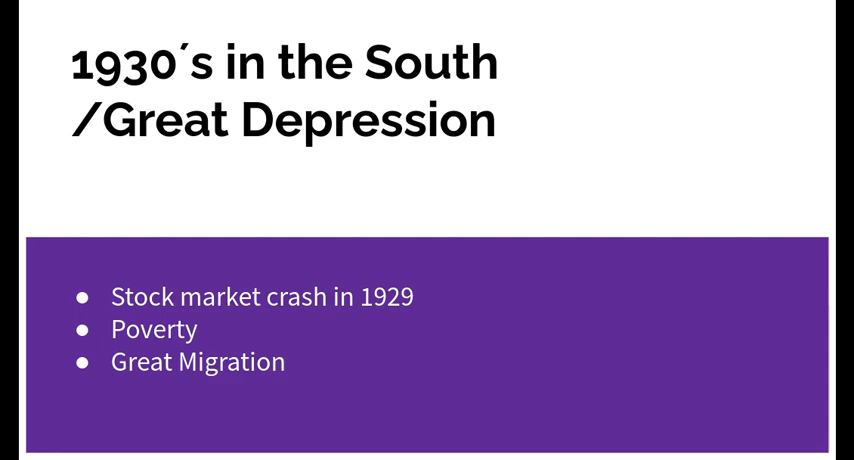 1930´s in the South
/Great Depression
● Stock market crash in 1929
● Poverty
● Great Migration